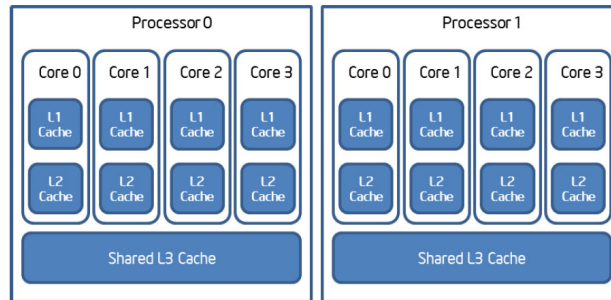 Processor 0
Core 0 Core 1 Core 2 Core 3
L1 Cache L1 Cache L1 Cache L1 Cache
L2 Cache L2 Cache L2 Cache L2 Cache
Shared L3 Cache
Processor 1
Core 0 Core 1 Core 2 Core 3
L1 Cache L1 Cache L1 Cache L1 Cache
L2 Cache L2 Cache L2 Cache L2 Cache
Shared L3 Cache